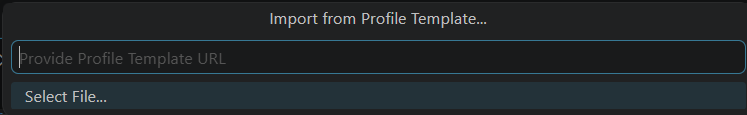 Import from Profile Template...
Provide Profile Template URL
Select File...